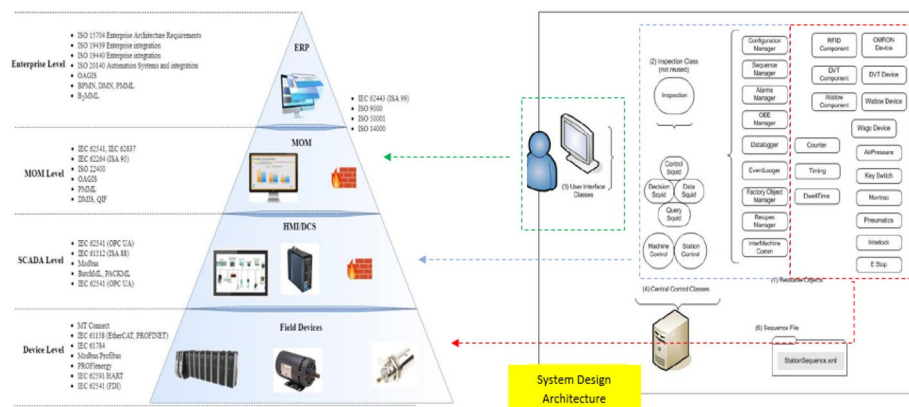 Enterprise Level
• ISO 15704 Enterprise Architecture Requirements
• ISO 19439 Enterprise integration
• ISO 19440 Enterprise integration
• ISO 20140 Automation Systems and integration
• OAGIS
• BPMN, DMN, PMML
• B2MML
ERP
• IEC 62443 (ISA 99)
• ISO 9000
• ISO 50001
• ISO 14000
MOM Level
• IEC 62541, IEC 62837
• IEC 62264 (ISA 95)
• ISO 22400
• OAGIS
• PMML
• DMIS, QIF
MOM
SCADA Level
• IEC 62541 (OPC UA)
• IEC 61512 (ISA 88)
• Modbus
• BatchML, PACKML
• IEC 62541 (OPC UA)
HMI/DCS
Device Level
• MT Connect
• IEC 61158 (EtherCAT, PROFINET)
• IEC 61784
• Modbus/Profibus
• PROFIenergy
• IEC 62591/HART
• IEC 62541 (FDI)
Field Devices
(3) User Interface
Classes
(2) Inspection Class
(not reused)
Inspection
Control
Squid
Decision
Squid
Data
Squid
Query
Squid
Machine
Control
Station
Control
(4) Central Control Classes
Configuration
Manager
Sequence
Manager
Alarms
Manager
OEE
Manager
Datalogger
EventLogger
Factory Object
Manager
Recipes
Manager
InterMachine
Comm
RFID
Component
OMRON
Device
DVT
Component
DVT Device
Watlow
Component
Watlow Device
Wago Device
Counter
AirPressure
Timing
Key Switch
DwellTime
Pneumatics
Interlock
E Stop
(1) Reusable Objects
(5) Sequence File
StationSequence.xml
System Design
Architecture